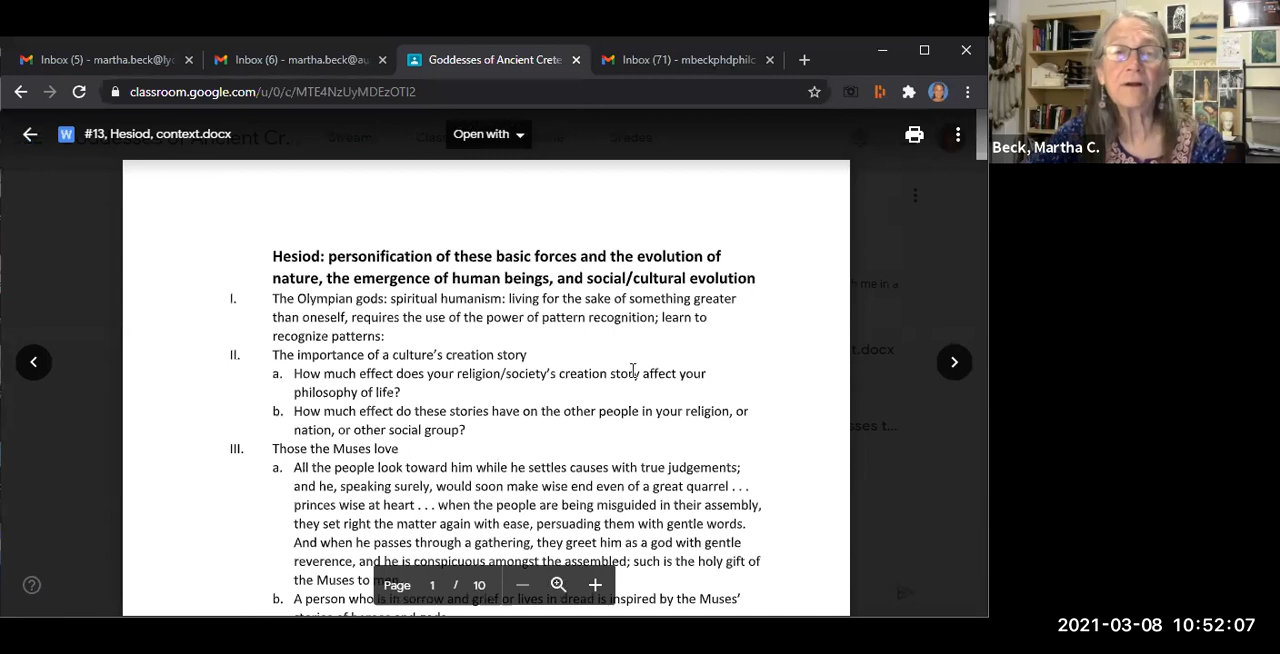 Inbox (5) - martha.beck@lyc
Inbox (6) - martha.beck@au
Goddesses of Ancient Crete
Inbox (71) - mbeckphdphilc
classroom.google.com/u/0/c/MTE4NzUyMDEzOTI2
#13, Hesiod, context.docx
Open with
Beck, Martha C.
Hesiod: personification of these basic forces and the evolution of
nature, the emergence of human beings, and social/cultural evolution
I. The Olympian gods: spiritual humanism: living for the sake of something greater
than oneself, requires the use of the power of pattern recognition; learn to
recognize patterns:
II. The importance of a culture's creation story
a. How much effect does your religion/society's creation story affect your
philosophy of life?
b. How much effect do these stories have on the other people in your religion, or
nation, or other social group?
III. Those the Muses love
a. All the people look toward him while he settles causes with true judgements;
and he, speaking surely, would soon make wise end even of a great quarrel . . .
princes wise at heart . . . when the people are being misguided in their assembly,
they set right the matter again with ease, persuading them with gentle words.
And when he passes through a gathering, they greet him as a god with gentle
reverence, and he is conspicuous amongst the assembled; such is the holy gift of
the Muses to men
Page 1 / 10
b. A person who is in sorrow and grief or lives in dread is inspired by the Muses'
2021-03-08 10:52:07